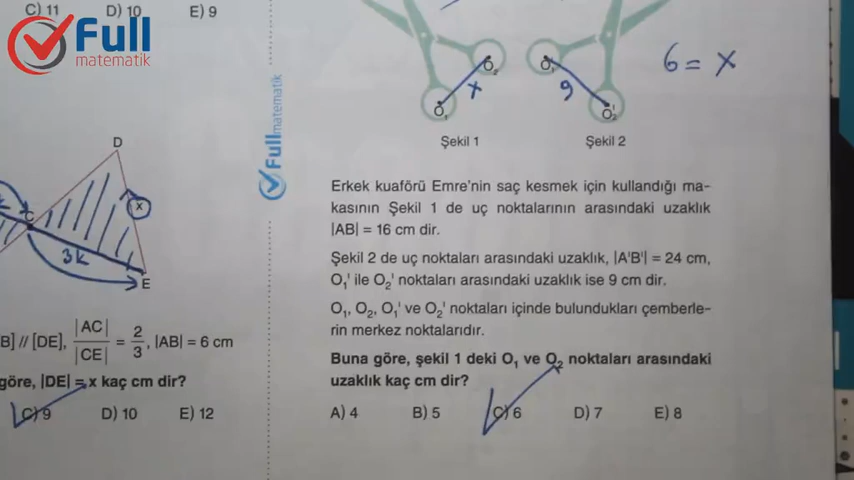 C) 11 D) 10 E) 9
Full
matematik
D
C
x
3k
E
B] // [DE], |AC| / |CE| = 2/3, |AB| = 6 cm
göre, |DE| = x kaç cm dir?
C) 9 D) 10 E) 12
Full matematik
O₂ O₁'
x 9
O₁ O₂'
6 = x
Şekil 1 Şekil 2
Erkek kuaförü Emre'nin saç kesmek için kullandığı ma-
kasının Şekil 1 de uç noktalarının arasındaki uzaklık
|AB| = 16 cm dir.
Şekil 2 de uç noktaları arasındaki uzaklık, |A'B'| = 24 cm,
O₁' ile O₂' noktaları arasındaki uzaklık ise 9 cm dir.
O₁, O₂, O₁' ve O₂' noktaları içinde bulundukları çemberle-
rin merkez noktalarıdır.
Buna göre, şekil 1 deki O₁ ve O₂ noktaları arasındaki
uzaklık kaç cm dir?
A) 4 B) 5 C) 6 D) 7 E) 8